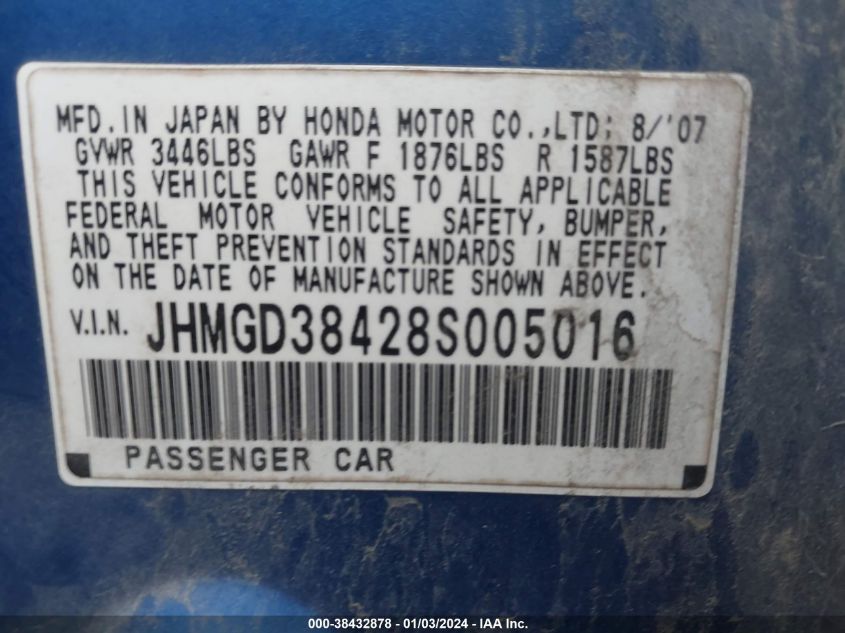 MFD. IN JAPAN BY HONDA MOTOR CO.,LTD; 8/'07
GVWR 3446LBS GAWR F 1876LBS R 1587LBS
THIS VEHICLE CONFORMS TO ALL APPLICABLE
FEDERAL MOTOR VEHICLE SAFETY, BUMPER,
AND THEFT PREVENTION STANDARDS IN EFFECT
ON THE DATE OF MANUFACTURE SHOWN ABOVE.
V.I.N. JHMGD38428S005016
PASSENGER CAR
000-38432878 - 01/03/2024 - Copyright © IAA, Inc.